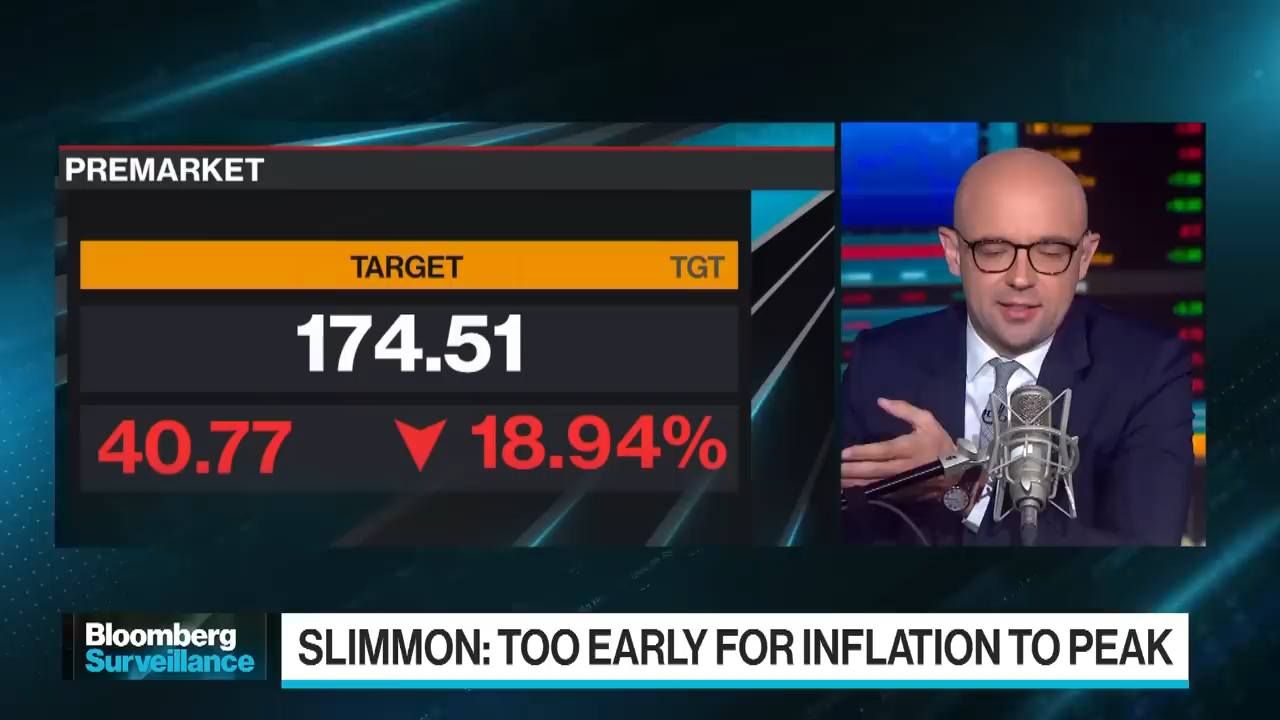 PREMARKET
TARGET TGT
174.51
40.77 18.94%
Bloomberg
Surveillance
SLIMMON: TOO EARLY FOR INFLATION TO PEAK